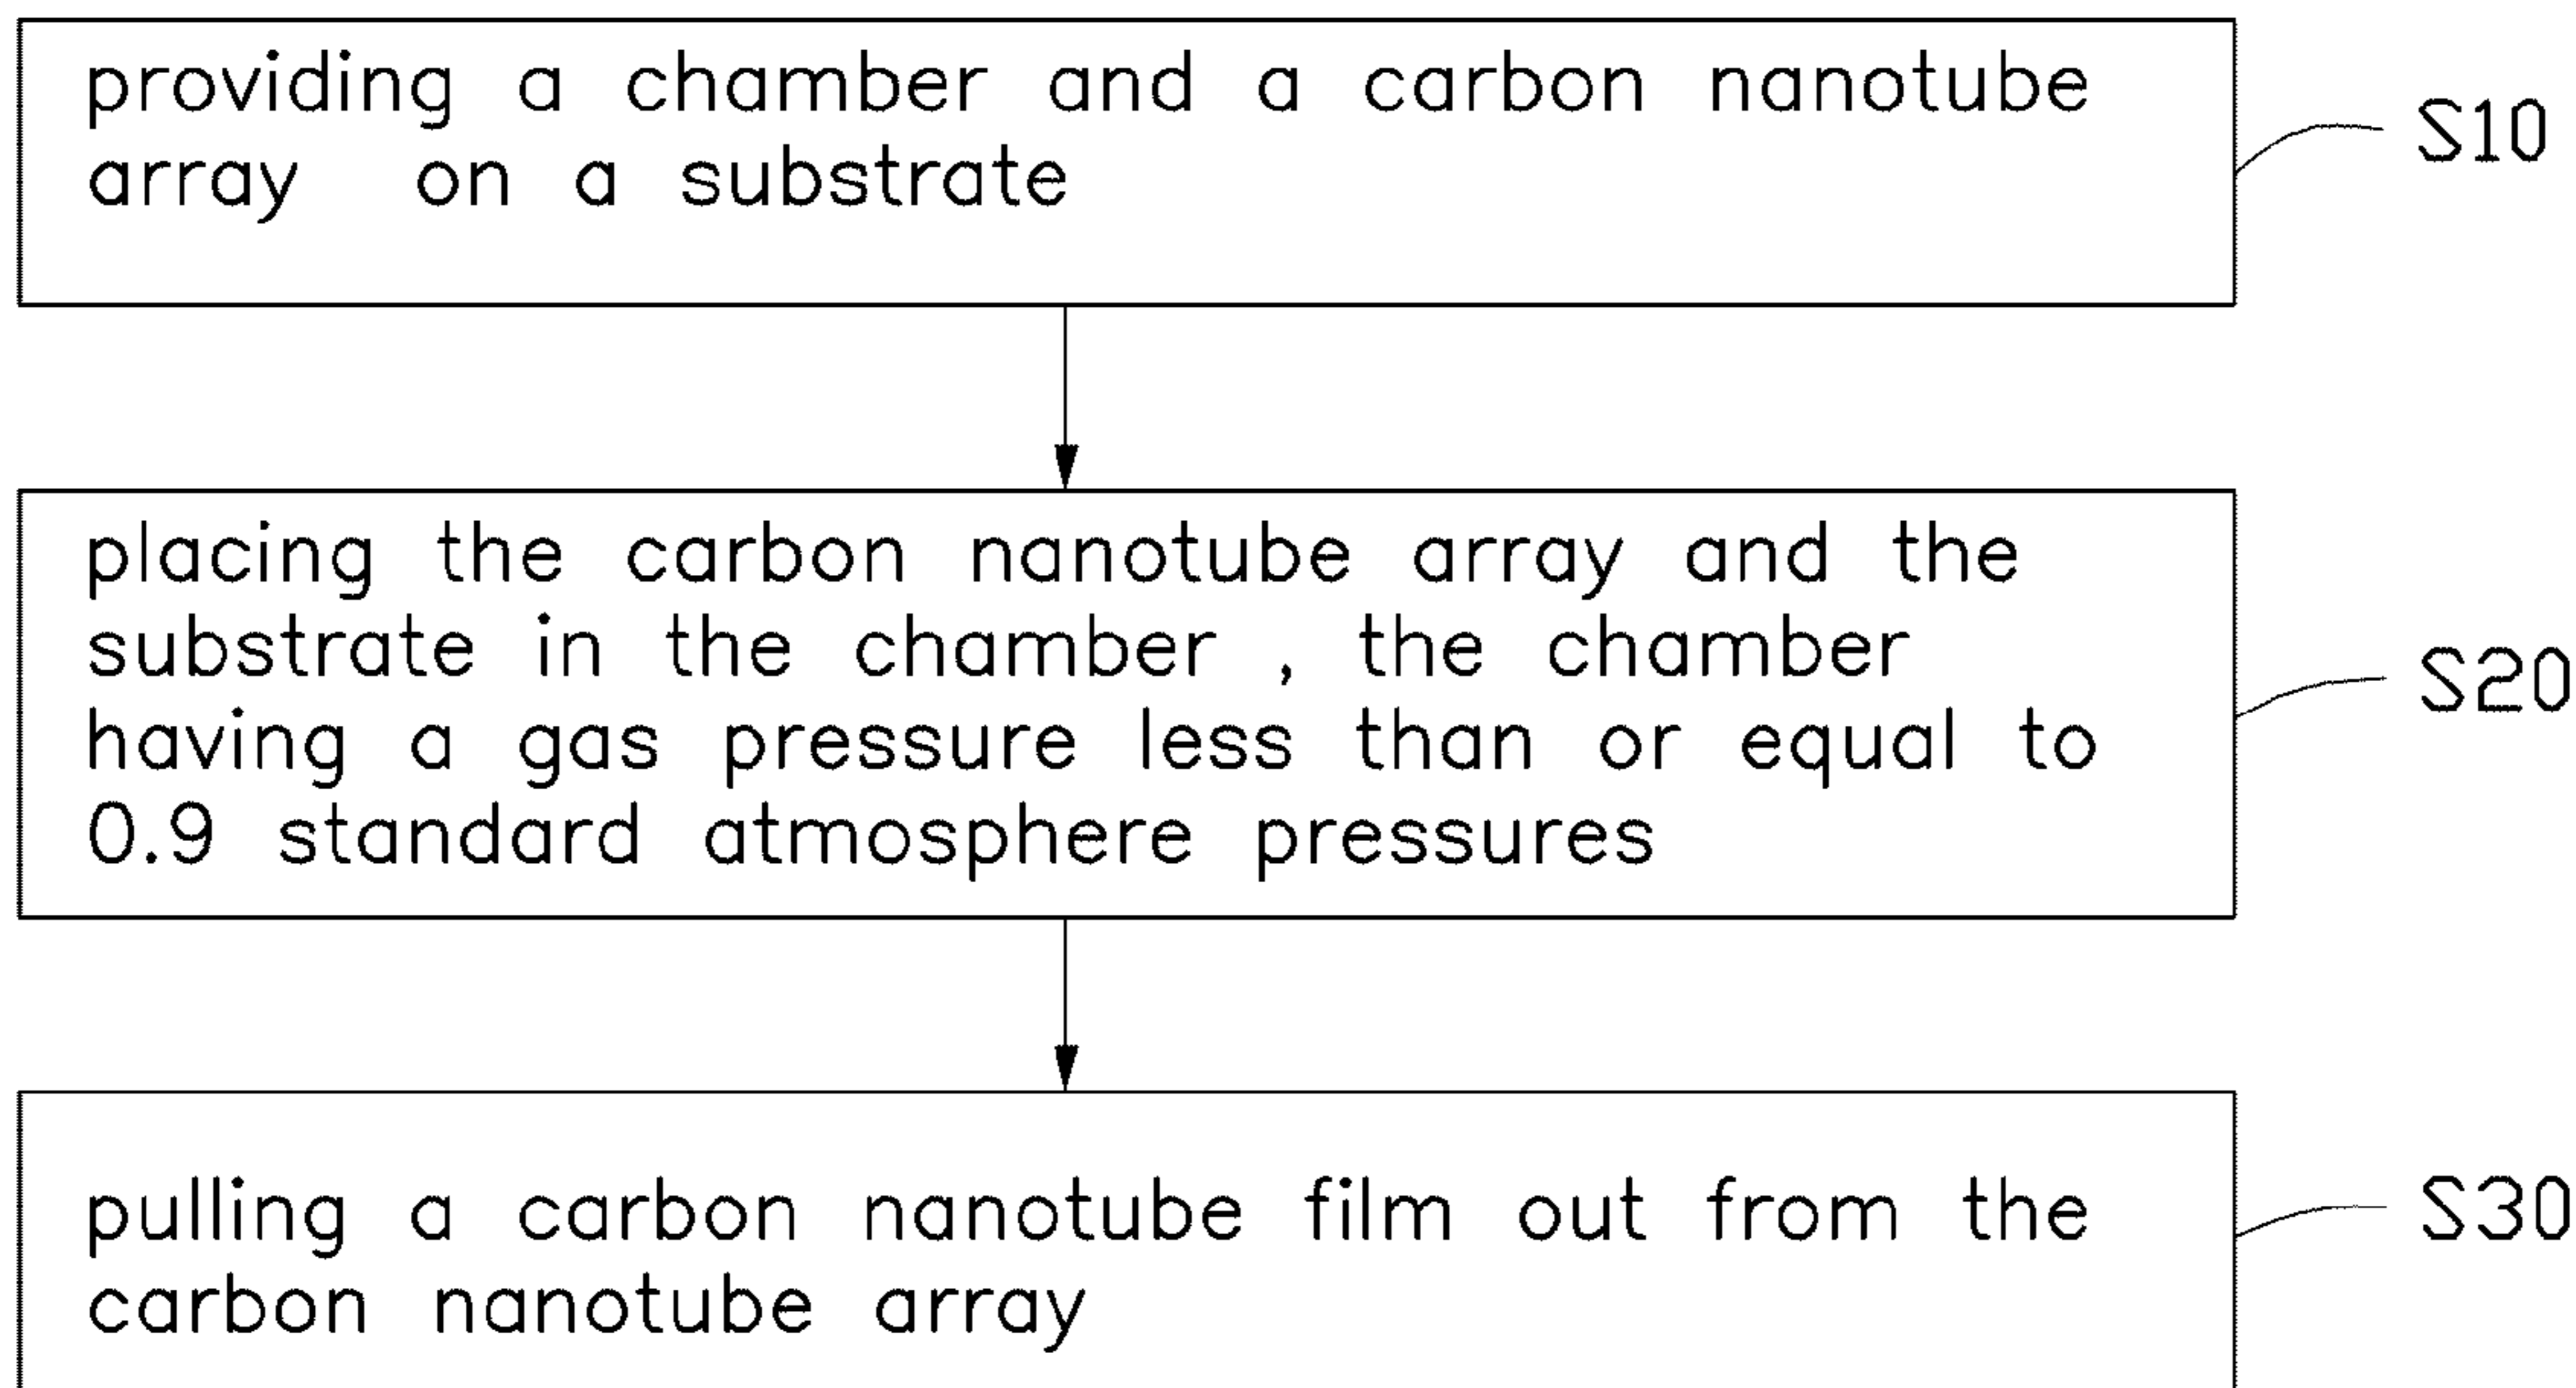 providing a chamber and a carbon nanotube
array on a substrate
S10
placing the carbon nanotube array and the
substrate in the chamber , the chamber
having a gas pressure less than or equal to
0.9 standard atmosphere pressures
S20
pulling a carbon nanotube film out from the
carbon nanotube array
S30